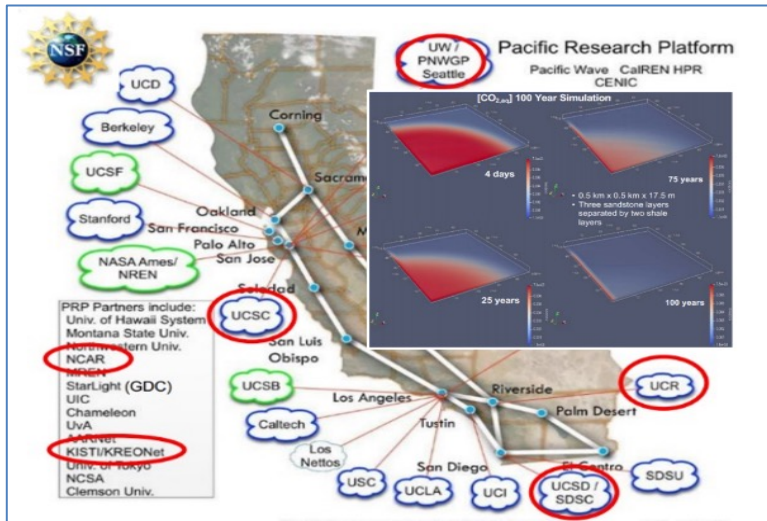 NSF
UW /
PNWGP
Seattle
Pacific Research Platform
Pacific Wave CalREN HPR
CENIC
UCD
Berkeley
UCSF
Stanford
NASA Ames/
NREN
Corning
Oakland
San Francisco
Palo Alto
San Jose
[CO2,aq] 100 Year Simulation
4 days
75 years
• 0.5 km x 0.5 km x 17.5 m
• Three sandstone layers
separated by two shale
layers
25 years
100 years
UCSC
San Luis
Obispo
PRP Partners include:
Univ. of Hawaii System
Montana State Univ.
Northwestern Univ.
NCAR
MREN
StarLight (GDC)
UIC
Chameleon
UvA
AARNet
KISTI/KREONet
Univ. of Tokyo
NCSA
Clemson Univ.
UCSB
Los Angeles
Riverside
UCR
Caltech
Tustin
Palm Desert
Los
Nettos
San Diego
El Centro
USC
UCLA
UCI
UCSD /
SDSC
SDSU